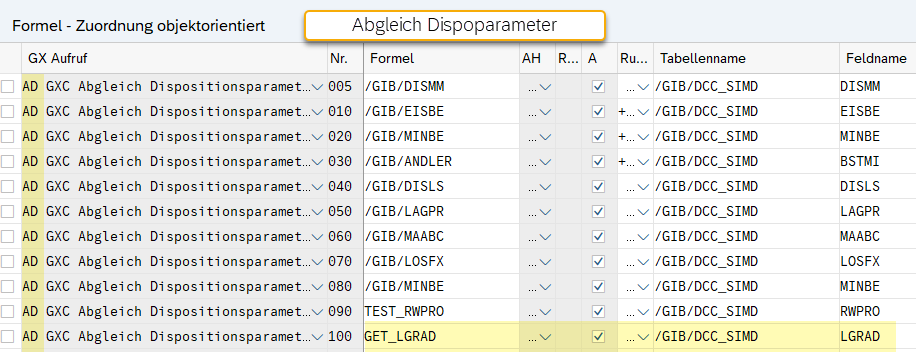 Formel - Zuordnung objektorientiert
Abgleich Dispoparameter
GX Aufruf Nr. Formel AH R... A Ru... Tabellenname Feldname
AD GXC Abgleich Dispositionsparamet... 005 /GIB/DISMM ... ... /GIB/DCC_SIMD DISMM
AD GXC Abgleich Dispositionsparamet... 010 /GIB/EISBE ... +... /GIB/DCC_SIMD EISBE
AD GXC Abgleich Dispositionsparamet... 020 /GIB/MINBE ... +... /GIB/DCC_SIMD MINBE
AD GXC Abgleich Dispositionsparamet... 030 /GIB/ANDLER ... +... /GIB/DCC_SIMD BSTMI
AD GXC Abgleich Dispositionsparamet... 040 /GIB/DISLS ... ... /GIB/DCC_SIMD DISLS
AD GXC Abgleich Dispositionsparamet... 050 /GIB/LAGPR ... ... /GIB/DCC_SIMD LAGPR
AD GXC Abgleich Dispositionsparamet... 060 /GIB/MAABC ... ... /GIB/DCC_SIMD MAABC
AD GXC Abgleich Dispositionsparamet... 070 /GIB/LOSFX ... ... /GIB/DCC_SIMD LOSFX
AD GXC Abgleich Dispositionsparamet... 080 /GIB/MINBE ... ... /GIB/DCC_SIMD MINBE
AD GXC Abgleich Dispositionsparamet... 090 TEST_RWPRO ... ... /GIB/DCC_SIMD RWPRO
AD GXC Abgleich Dispositionsparamet... 100 GET_LGRAD ... ... /GIB/DCC_SIMD LGRAD